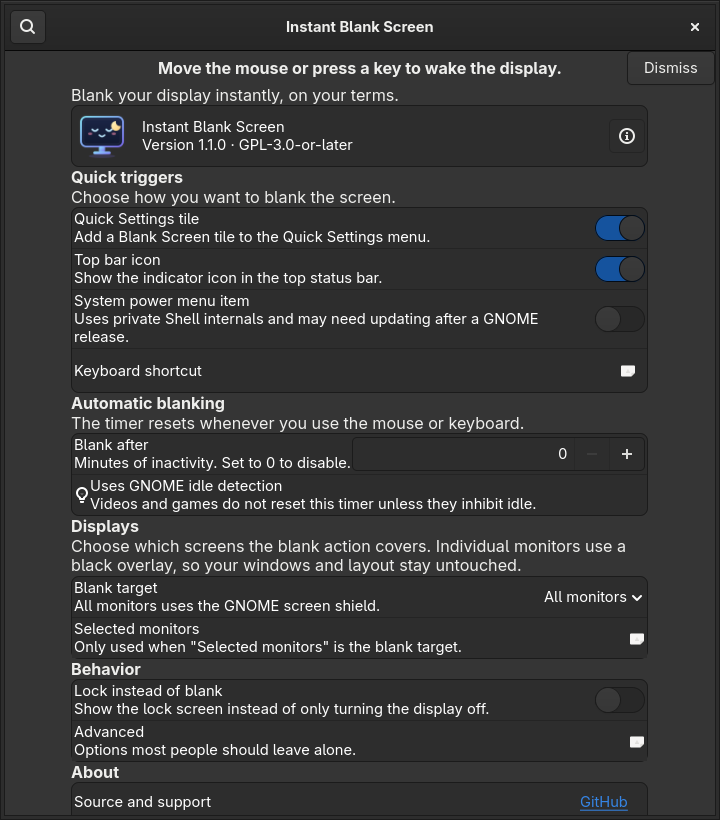 Instant Blank Screen
Move the mouse or press a key to wake the display.
Dismiss
Blank your display instantly, on your terms.
Instant Blank Screen
Version 1.1.0 · GPL-3.0-or-later
Quick triggers
Choose how you want to blank the screen.
Quick Settings tile
Add a Blank Screen tile to the Quick Settings menu.
Top bar icon
Show the indicator icon in the top status bar.
System power menu item
Uses private Shell internals and may need updating after a GNOME
release.
Keyboard shortcut
Automatic blanking
The timer resets whenever you use the mouse or keyboard.
Blank after
Minutes of inactivity. Set to 0 to disable.
0
Uses GNOME idle detection
Videos and games do not reset this timer unless they inhibit idle.
Displays
Choose which screens the blank action covers. Individual monitors use a
black overlay, so your windows and layout stay untouched.
Blank target
All monitors uses the GNOME screen shield.
All monitors
Selected monitors
Only used when "Selected monitors" is the blank target.
Behavior
Lock instead of blank
Show the lock screen instead of only turning the display off.
Advanced
Options most people should leave alone.
About
Source and support
GitHub